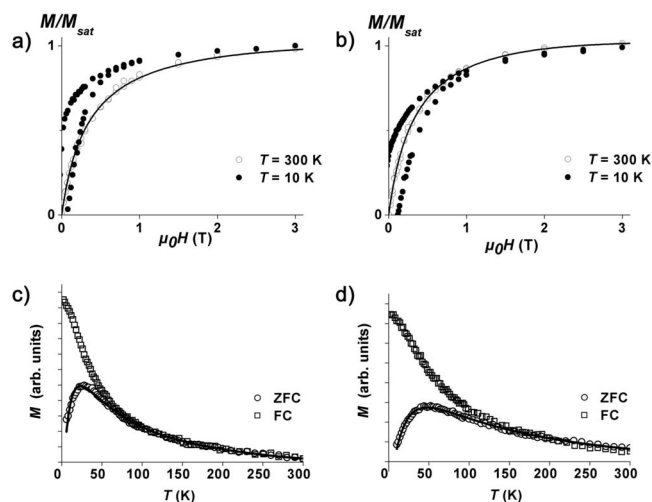 a)
M/Msat
1
0
0
1
2
3
μ0H (T)
T = 300 K
T = 10 K
b)
M/Msat
1
0
0
1
2
3
μ0H (T)
T = 300 K
T = 10 K
c)
M (arb. units)
ZFC
FC
0 50 100 150 200 250 300
T (K)
d)
M (arb. units)
ZFC
FC
0 50 100 150 200 250 300
T (K)